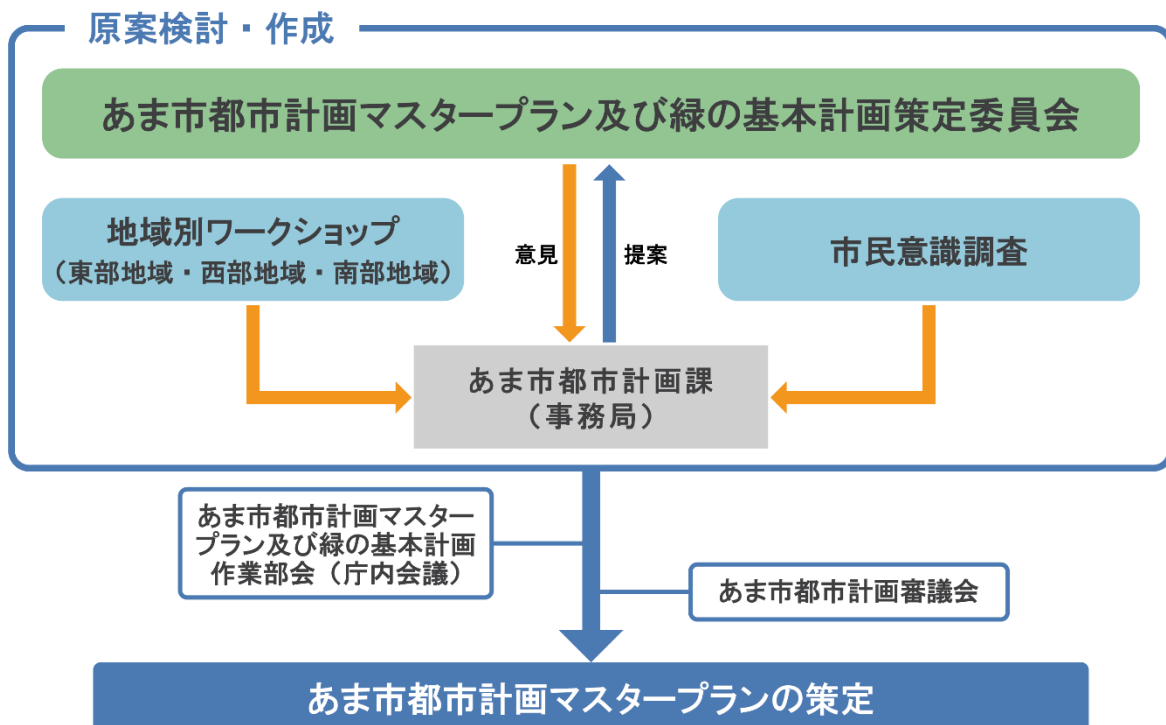 原案検討・作成
あま市都市計画マスタープラン及び緑の基本計画策定委員会
地域別ワークショップ
（東部地域・西部地域・南部地域）
意見
提案
市民意識調査
あま市都市計画課
（事務局）
あま市都市計画マスター
プラン及び緑の基本計画
作業部会（庁内会議）
あま市都市計画審議会
あま市都市計画マスタープランの策定